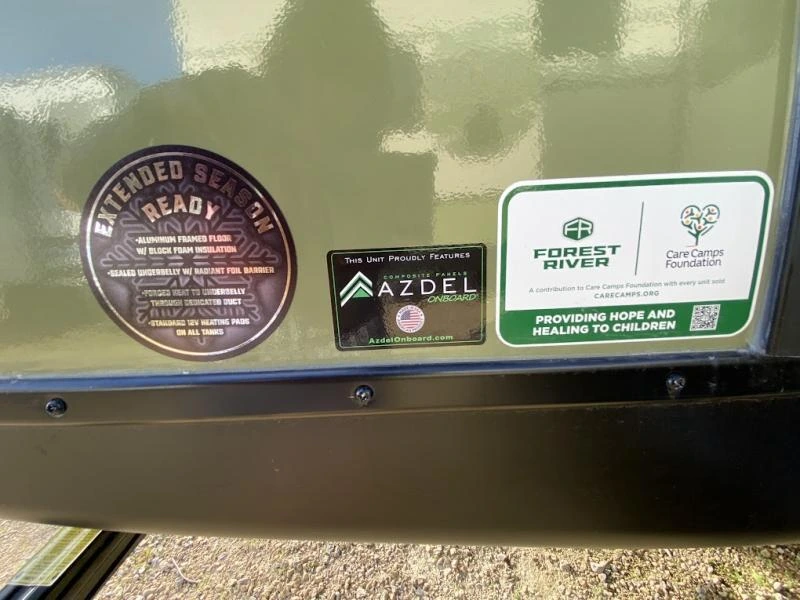 EXTENDED SEASON
READY
•ALUMINUM FRAMED FLOOR
W/ BLOCK FOAM INSULATION
•SEALED UNDERBELLY W/ RADIANT FOIL BARRIER
•FORCED HEAT TO UNDERBELLY
THROUGH DEDICATED DUCT
•STANDARD 12V HEATING PADS
ON ALL TANKS
THIS UNIT PROUDLY FEATURES
COMPOSITE PANELS
AZDEL
ONBOARD
AzdelOnboard.com
FR
FOREST
RIVER
Care Camps
Foundation
A contribution to Care Camps Foundation with every unit sold
CARECAMPS.ORG
PROVIDING HOPE AND
HEALING TO CHILDREN